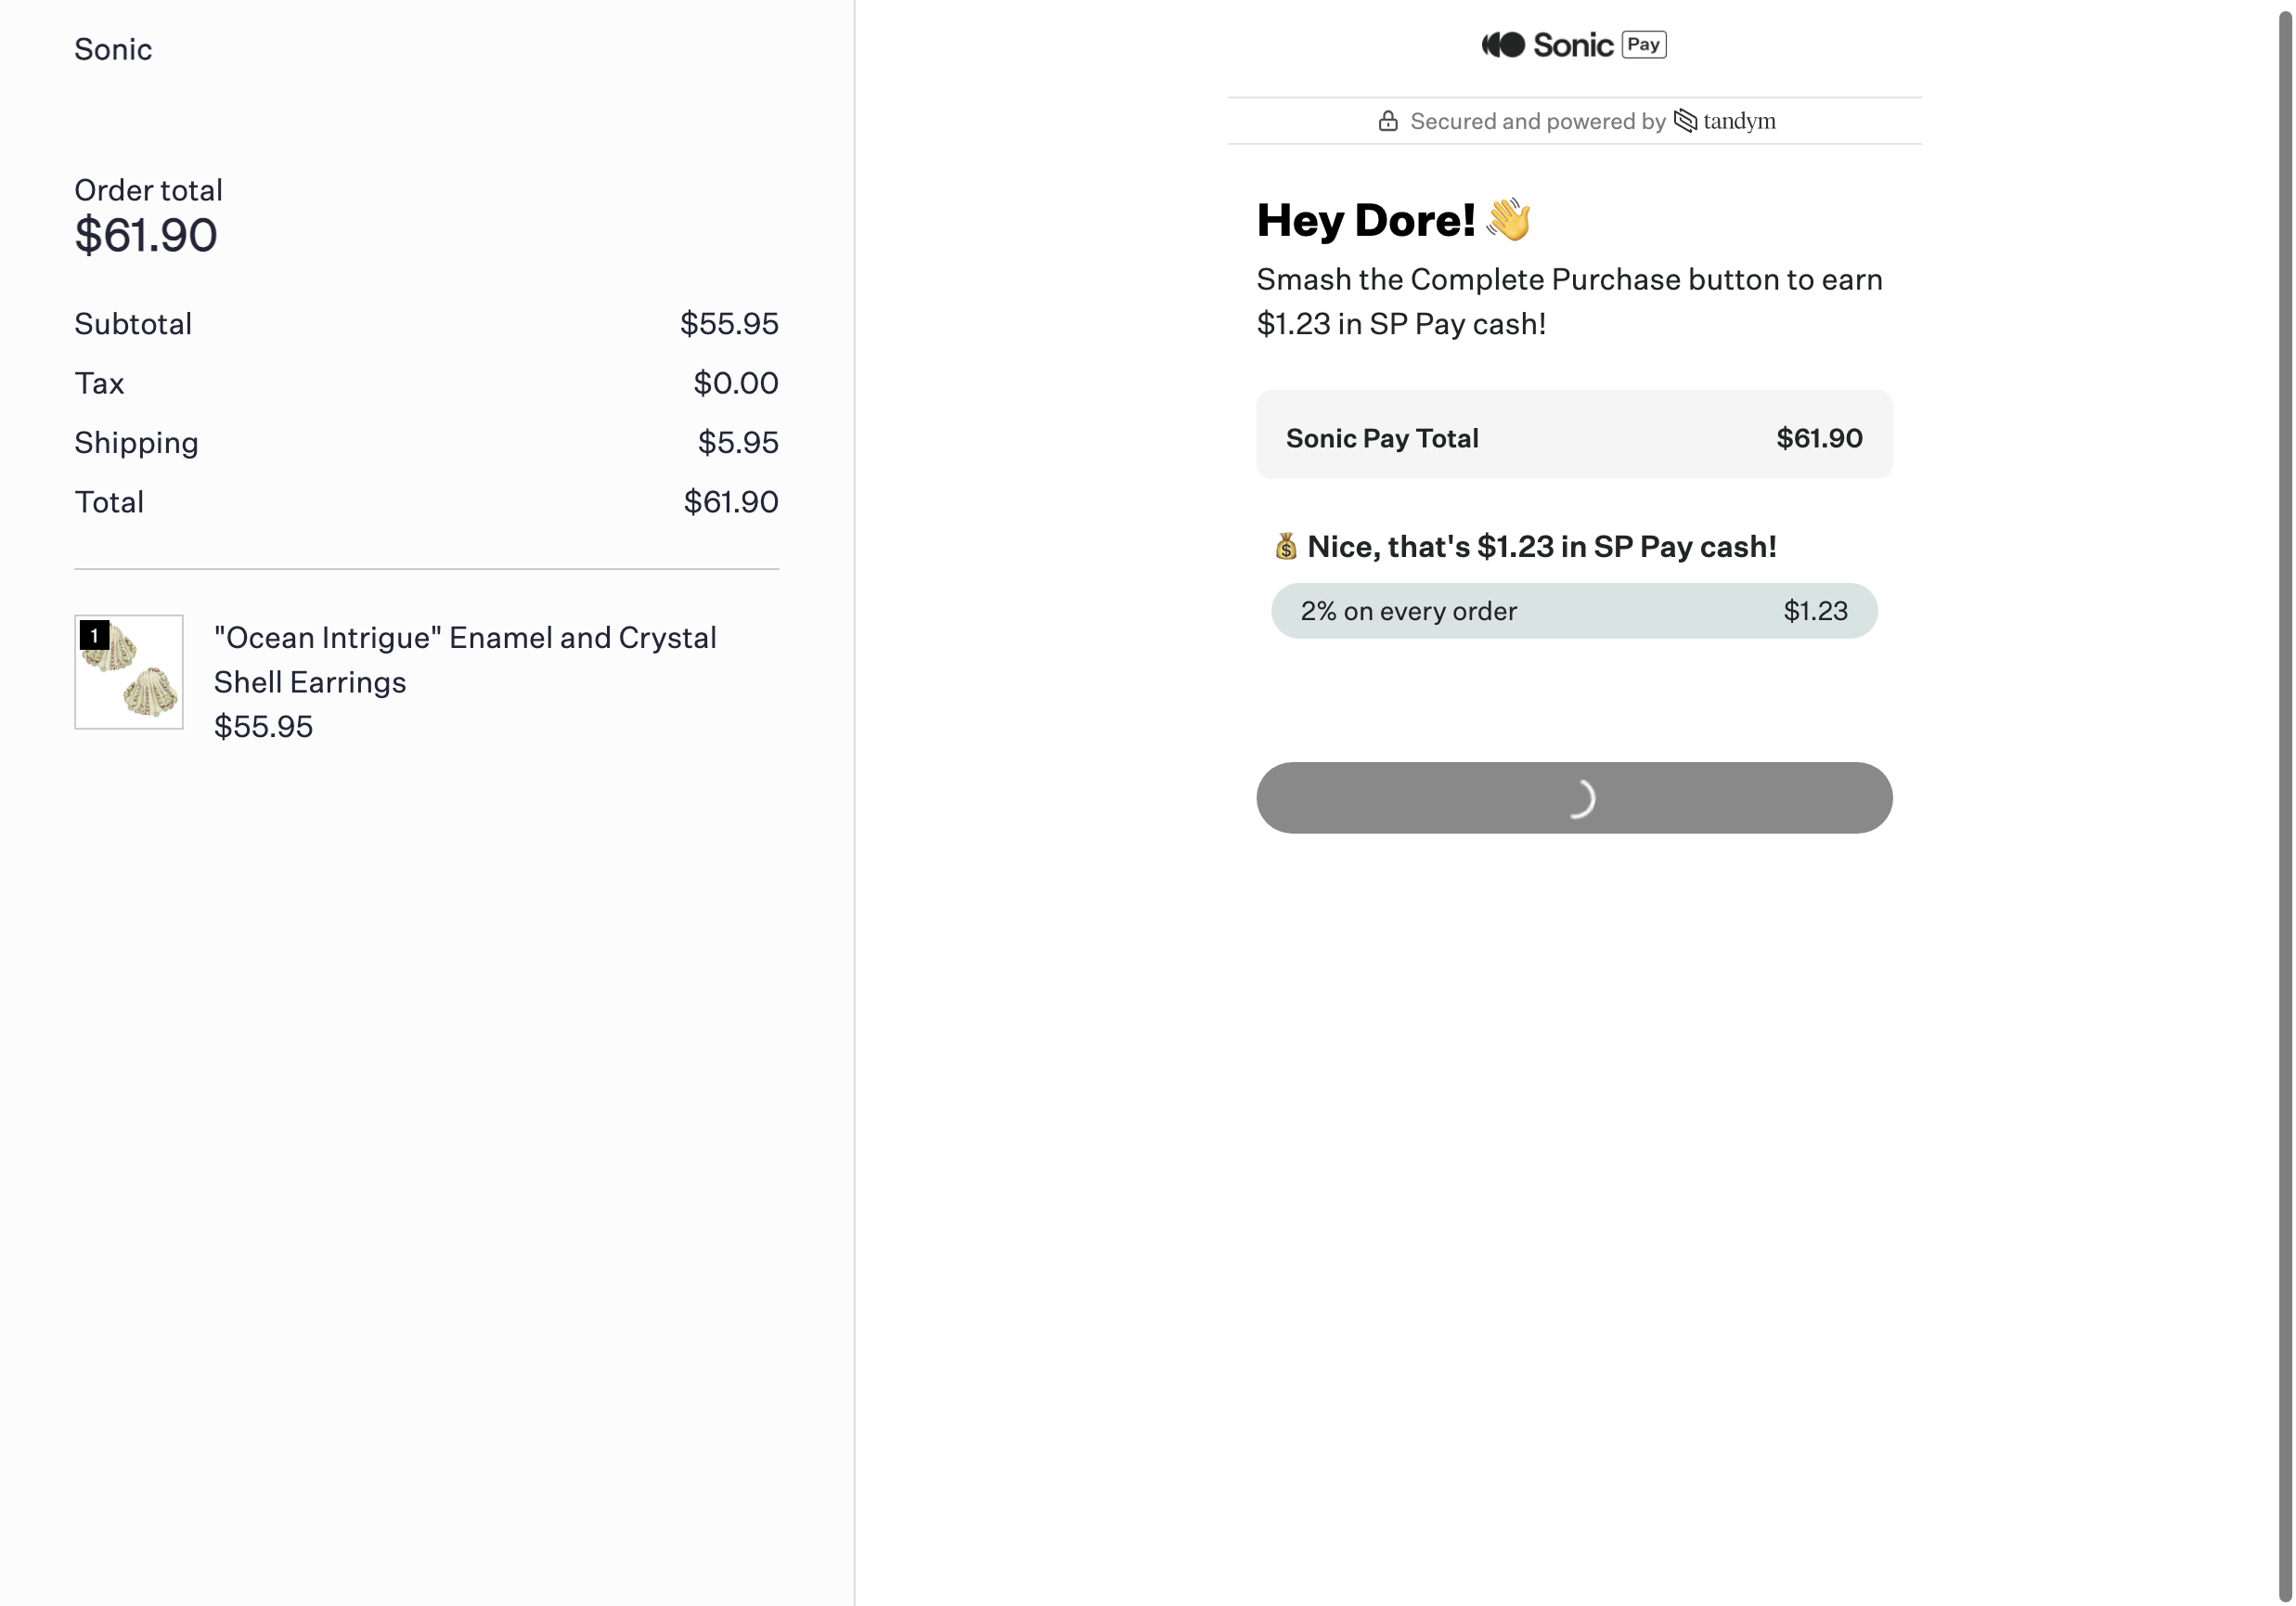 Sonic
Order total
$61.90
Subtotal $55.95
Tax $0.00
Shipping $5.95
Total $61.90
1
"Ocean Intrigue" Enamel and Crystal
Shell Earrings
$55.95
Sonic Pay
Secured and powered by tandym
Hey Dore! 👋
Smash the Complete Purchase button to earn
$1.23 in SP Pay cash!
Sonic Pay Total $61.90
💰 Nice, that's $1.23 in SP Pay cash!
2% on every order $1.23